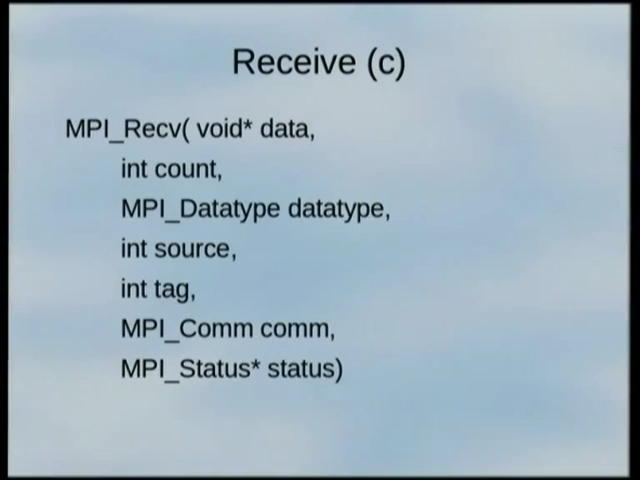 Receive (c)
MPI_Recv( void* data,
int count,
MPI_Datatype datatype,
int source,
int tag,
MPI_Comm comm,
MPI_Status* status)